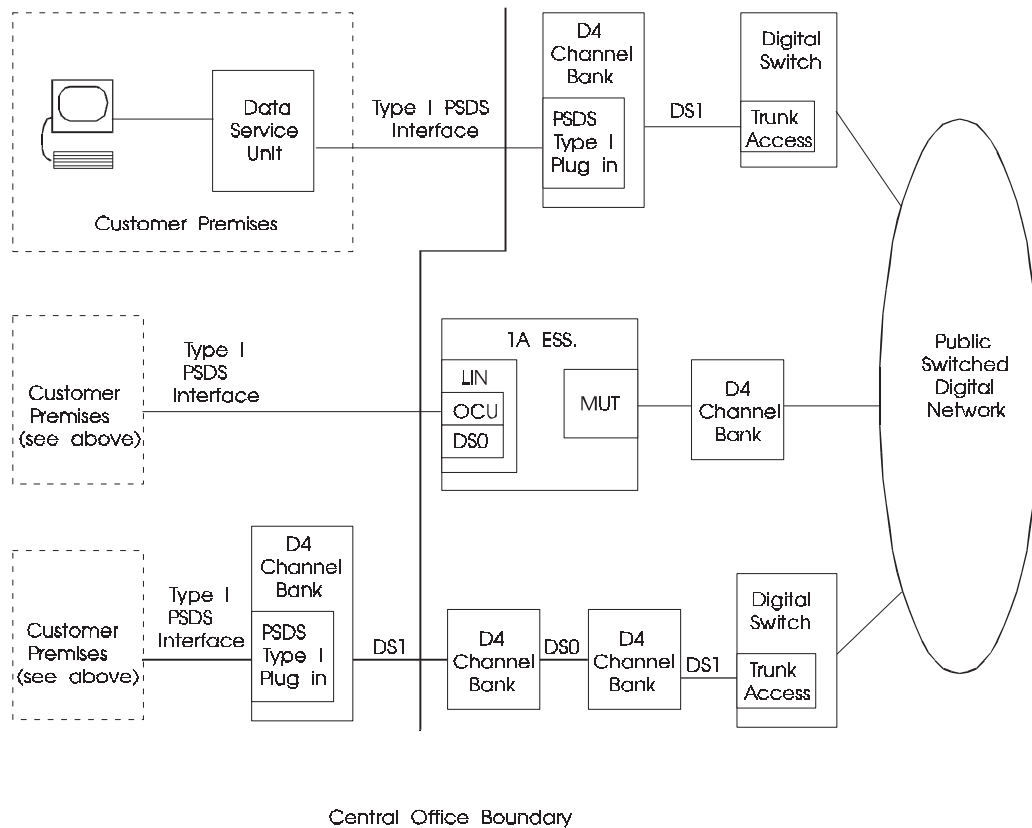 Data
Service
Unit
Customer Premises
Type I PSDS
Interface
D4
Channel
Bank
PSDS
Type I
Plug in
DS1
Digital
Switch
Trunk
Access
Customer
Premises
(see above)
Type I
PSDS
Interface
1A ESS.
LIN
OCU
DS0
MUT
D4
Channel
Bank
Public
Switched
Digital
Network
Customer
Premises
(see above)
Type I
PSDS
Interface
D4
Channel
Bank
PSDS
Type I
Plug in
DS1
D4
Channel
Bank
DS0
D4
Channel
Bank
DS1
Digital
Switch
Trunk
Access
Central Office Boundary